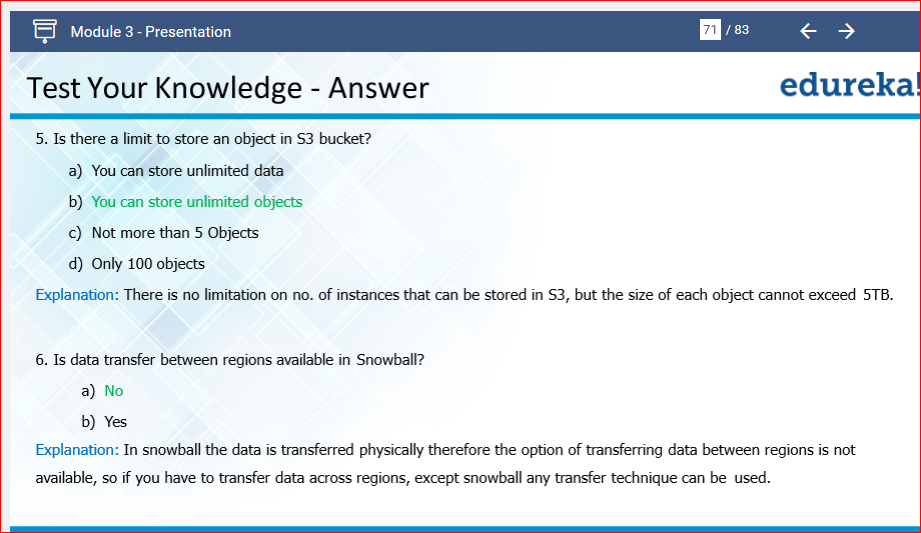 Module 3 - Presentation
71 / 83
Test Your Knowledge - Answer
edureka!
5. Is there a limit to store an object in S3 bucket?
a) You can store unlimited data
b) You can store unlimited objects
c) Not more than 5 Objects
d) Only 100 objects
Explanation: There is no limitation on no. of instances that can be stored in S3, but the size of each object cannot exceed 5TB.
6. Is data transfer between regions available in Snowball?
a) No
b) Yes
Explanation: In snowball the data is transferred physically therefore the option of transferring data between regions is not
available, so if you have to transfer data across regions, except snowball any transfer technique can be used.